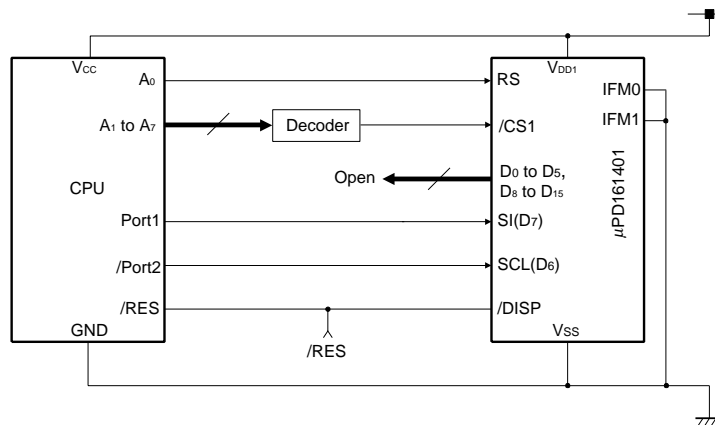 VCC VDD1
A0 RS IFM0
A1 to A7 Decoder /CS1 IFM1
Open D0 to D5,
D8 to D15
CPU μPD161401
Port1 SI(D7)
/Port2 SCL(D6)
/RES /DISP
GND /RES VSS